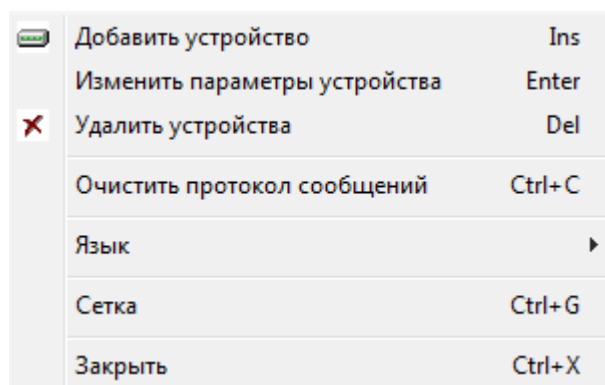 Добавить устройство Ins
Изменить параметры устройства Enter
Удалить устройства Del
Очистить протокол сообщений Ctrl+C
Язык
Сетка Ctrl+G
Закрыть Ctrl+X